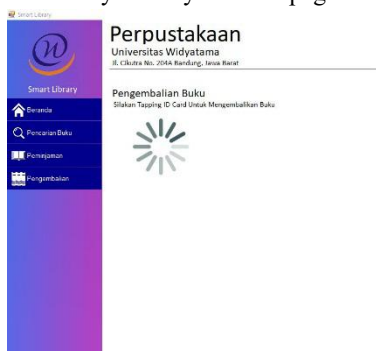 Smart Library
Perpustakaan
Universitas Widyatama
Jl. Cikutra No. 204A Bandung, Jawa Barat
Smart Library
Beranda
Pencarian Buku
Peminjaman
Pengembalian
Pengembalian Buku
Silakan Tapping ID Card Untuk Mengembalikan Buku